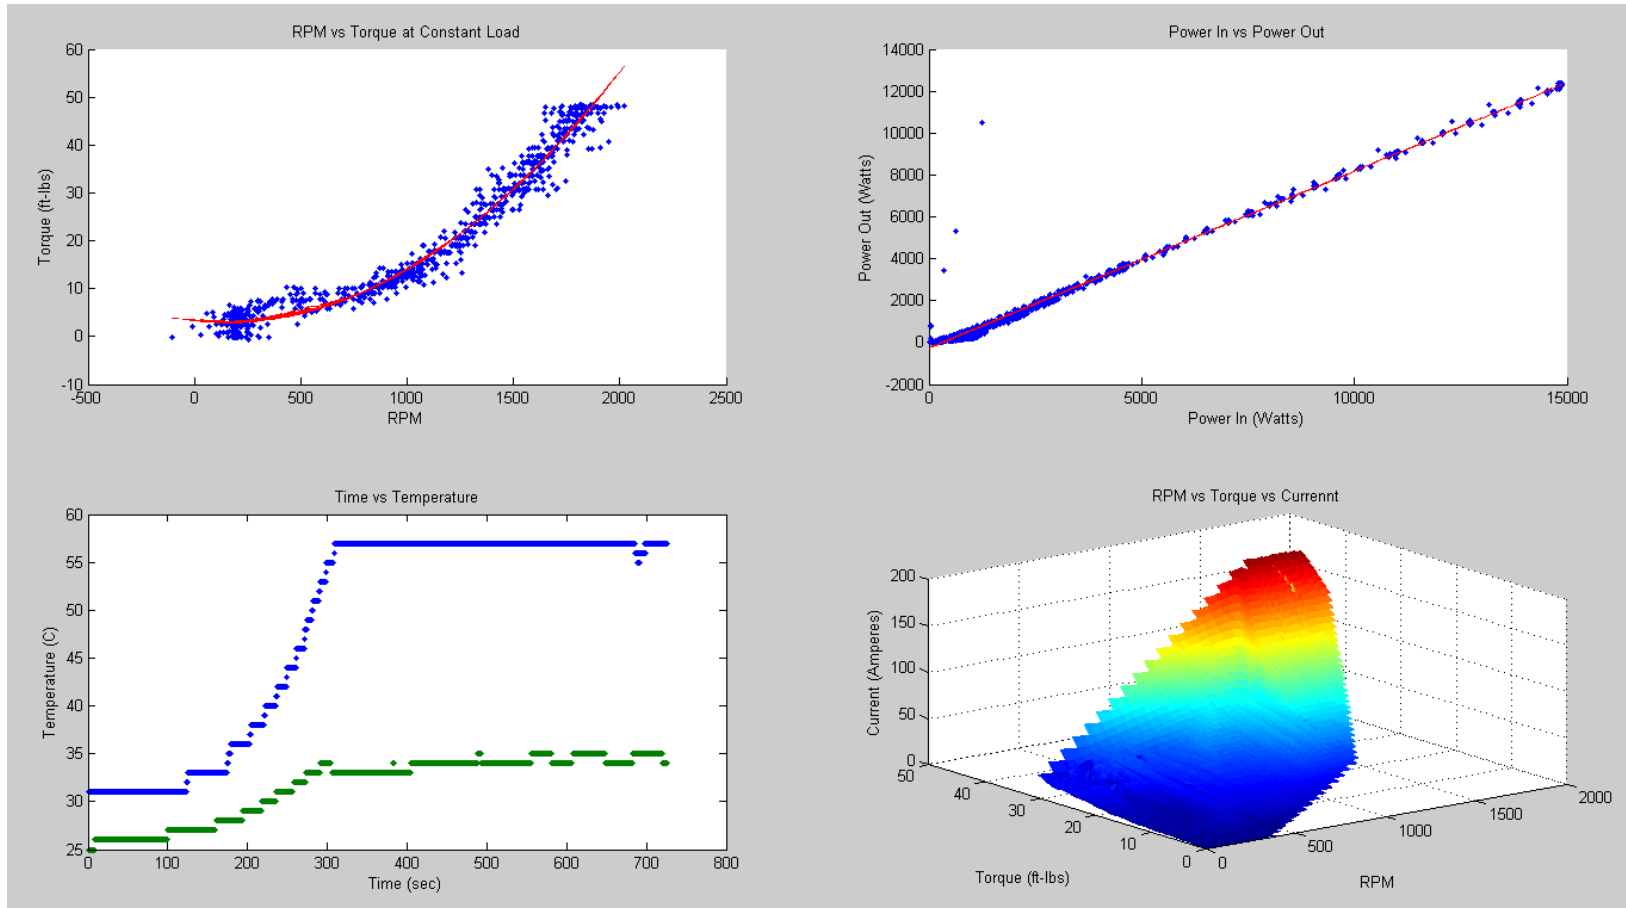 RPM vs Torque at Constant Load
60
50
40
30
20
10
0
-10
Torque (ft-lbs)
-500 0 500 1000 1500 2000 2500
RPM
Power In vs Power Out
14000
12000
10000
8000
6000
4000
2000
0
-2000
Power Out (Watts)
0 5000 10000 15000
Power In (Watts)
Time vs Temperature
60
55
50
45
40
35
30
25
Temperature (C)
0 100 200 300 400 500 600 700 800
Time (sec)
RPM vs Torque vs Currennt
200
150
100
50
0
Current (Amperes)
50 40 30 20 10 0
Torque (ft-lbs)
0 500 1000 1500 2000
RPM